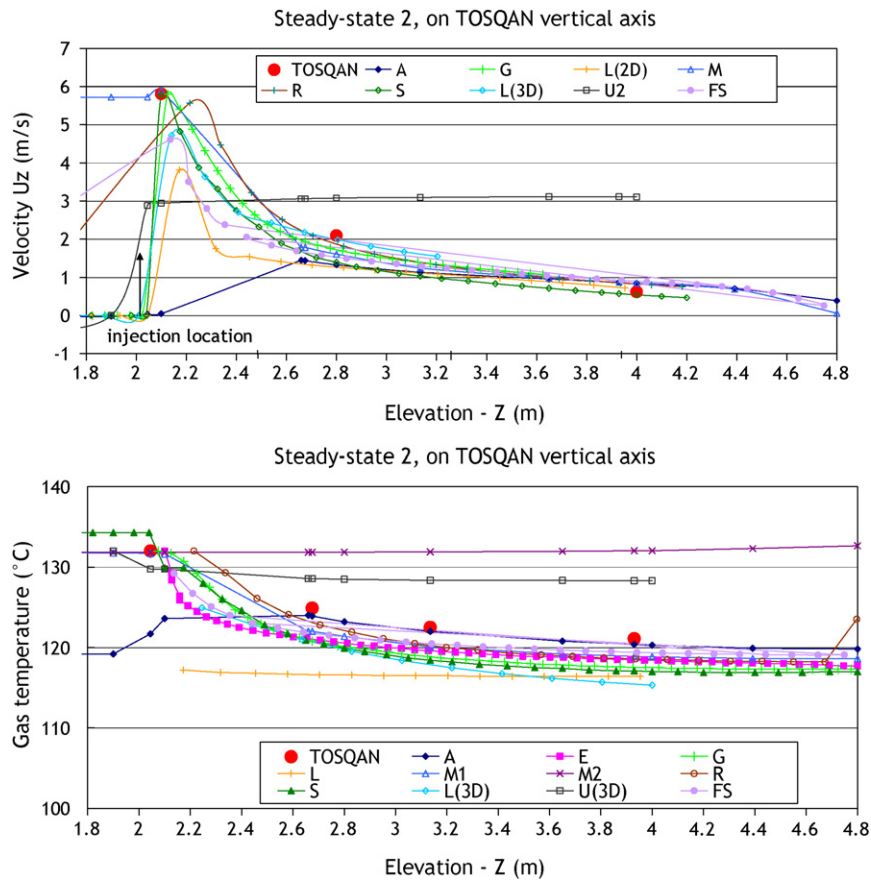 Steady-state 2, on TOSQAN vertical axis
7
6
5
4
3
2
1
0
-1
Velocity Uz (m/s)
TOSQAN A G L(2D) M
R S L(3D) U2 FS
injection location
1.8 2 2.2 2.4 2.6 2.8 3 3.2 3.4 3.6 3.8 4 4.2 4.4 4.6 4.8
Elevation - Z (m)
Steady-state 2, on TOSQAN vertical axis
140
130
120
110
100
Gas temperature (°C)
TOSQAN A E G
L M1 M2 R
S L(3D) U(3D) FS
1.8 2 2.2 2.4 2.6 2.8 3 3.2 3.4 3.6 3.8 4 4.2 4.4 4.6 4.8
Elevation - Z (m)